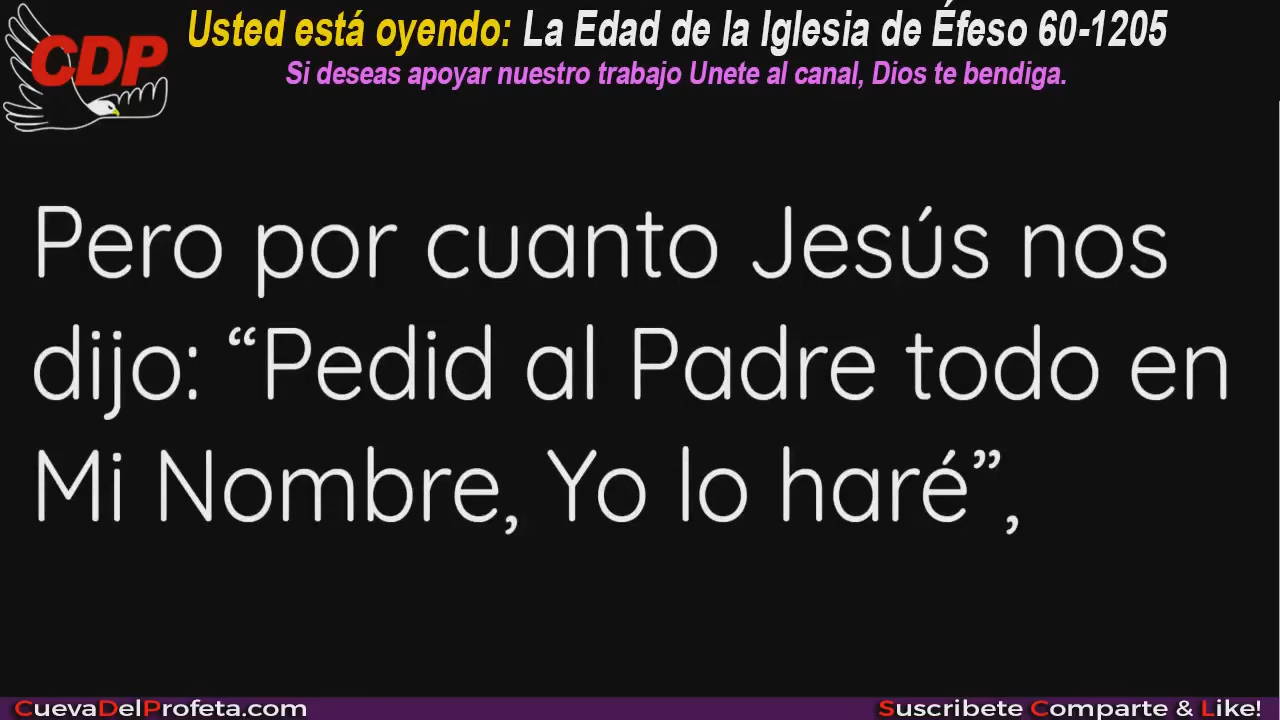 CDP
Usted está oyendo: La Edad de la Iglesia de Éfeso 60-1205
Si deseas apoyar nuestro trabajo Unete al canal, Dios te bendiga.
Pero por cuanto Jesús nos
dijo: “Pedid al Padre todo en
Mi Nombre, Yo lo haré”,
CuevaDelProfeta.com
Suscribete Comparte & Like!